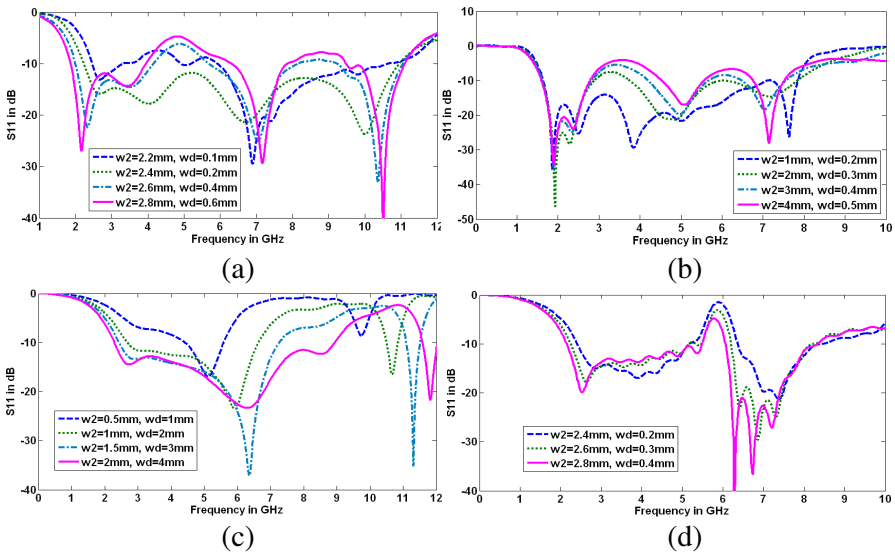 0
-10
-20
-30
-40
S11 in dB
w2=2.2mm, wd=0.1mm
w2=2.4mm, wd=0.2mm
w2=2.6mm, wd=0.4mm
w2=2.8mm, wd=0.6mm
1 2 3 4 5 6 7 8 9 10 11 12
Frequency in GHz
(a)
10
0
-10
-20
-30
-40
-50
S11 in dB
w2=1mm, wd=0.2mm
w2=2mm, wd=0.3mm
w2=3mm, wd=0.4mm
w2=4mm, wd=0.5mm
0 1 2 3 4 5 6 7 8 9 10
Frequency in GHz
(b)
0
-10
-20
-30
-40
S11 in dB
w2=0.5mm, wd=1mm
w2=1mm, wd=2mm
w2=1.5mm, wd=3mm
w2=2mm, wd=4mm
0 1 2 3 4 5 6 7 8 9 10 11 12
Frequency in GHz
(c)
0
-10
-20
-30
-40
S11 in dB
w2=2.4mm, wd=0.2mm
w2=2.6mm, wd=0.3mm
w2=2.8mm, wd=0.4mm
0 1 2 3 4 5 6 7 8 9 10
Frequency in GHz
(d)